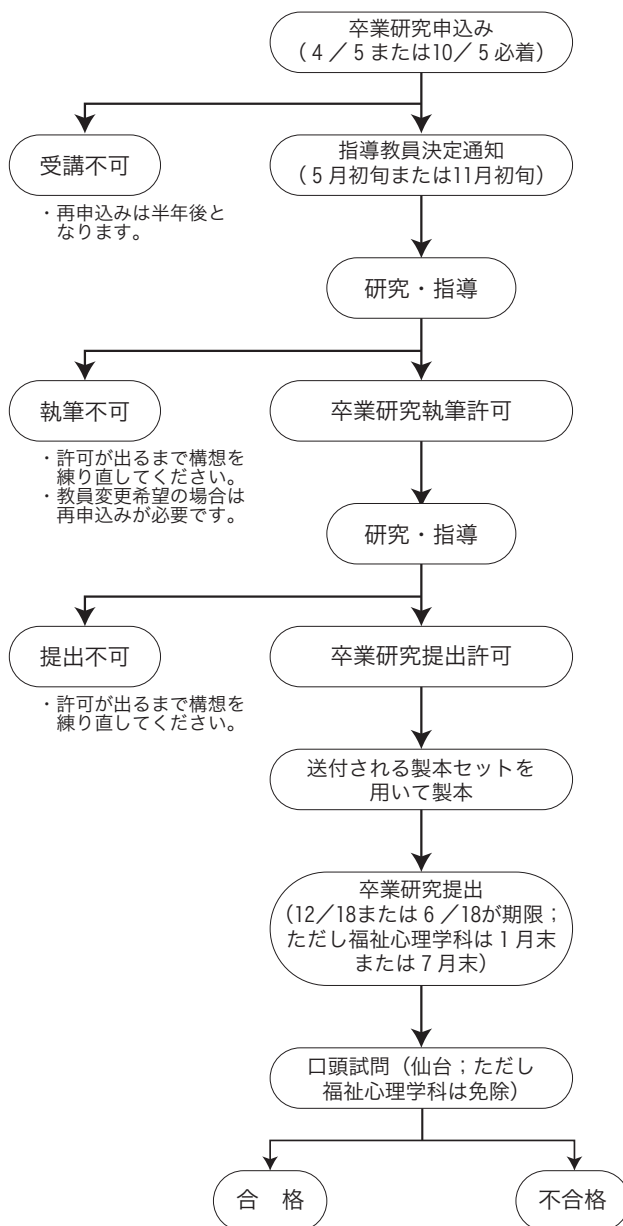 卒業研究申込み
(4/5または10/5必着)
受講不可
指導教員決定通知
(5月初旬または11月初旬)
・再申込みは半年後と
なります。
研究・指導
執筆不可
卒業研究執筆許可
・許可が出るまで構想を
練り直してください。
・教員変更希望の場合は
再申込みが必要です。
研究・指導
提出不可
卒業研究提出許可
・許可が出るまで構想を
練り直してください。
送付される製本セットを
用いて製本
卒業研究提出
(12/18または6/18が期限;
ただし福祉心理学科は1月末
または7月末)
口頭試問(仙台;ただし
福祉心理学科は免除)
合 格
不合格